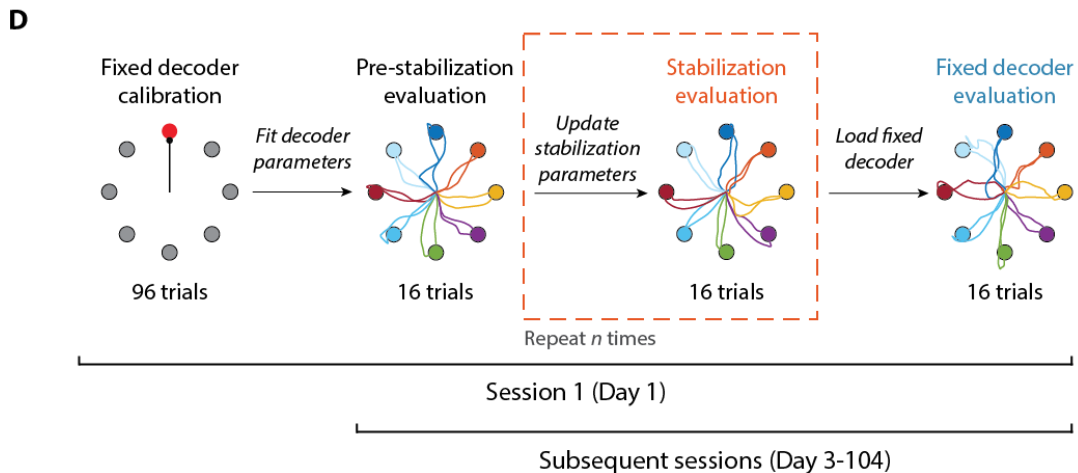 D
Fixed decoder
calibration
96 trials
Fit decoder
parameters
Pre-stabilization
evaluation
16 trials
Update
stabilization
parameters
Stabilization
evaluation
16 trials
Repeat n times
Load fixed
decoder
Fixed decoder
evaluation
16 trials
Session 1 (Day 1)
Subsequent sessions (Day 3-104)